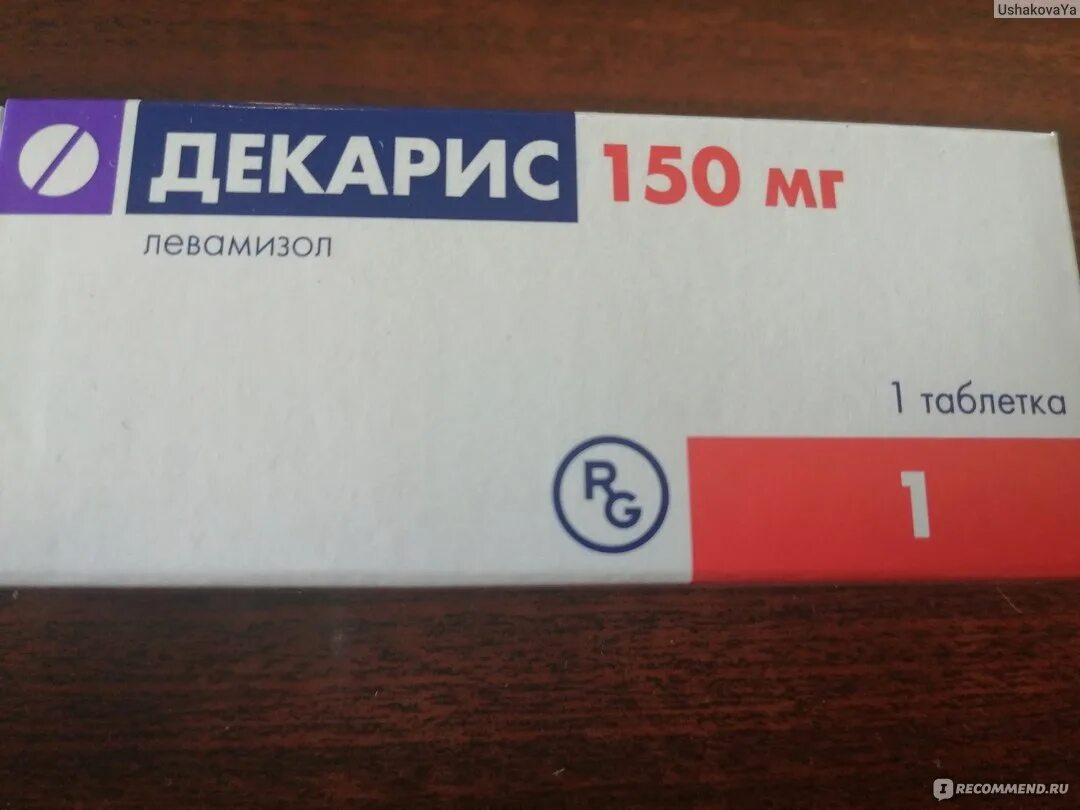 UshakovaYa
ДЕКАРИС 150 мг
левамизол
1 таблетка
RG
1
RECOMMEND.RU